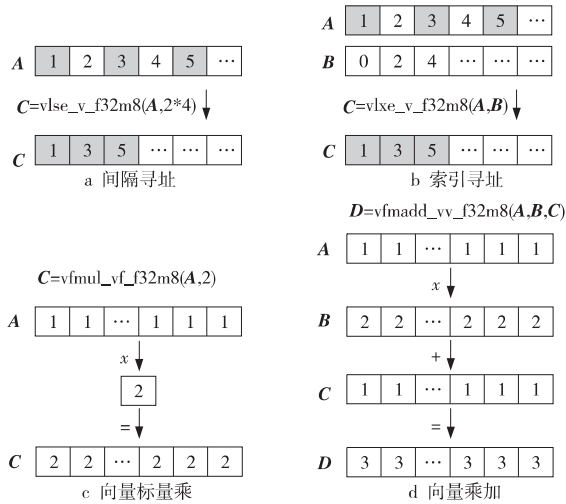 A 1 2 3 4 5 …
C=vlse_v_f32m8(A,2*4)
C 1 3 5 … … …
a 间隔寻址
A 1 2 3 4 5 …
B 0 2 4 … … …
C=vlxe_v_f32m8(A,B)
C 1 3 5 … … …
b 索引寻址
C=vfmul_vf_f32m8(A,2)
A 1 1 … 1 1 1
x
2
=
C 2 2 … 2 2 2
c 向量标量乘
D=vfmadd_vv_f32m8(A,B,C)
A 1 1 … 1 1 1
x
B 2 2 … 2 2 2
+
C 1 1 … 1 1 1
=
D 3 3 … 3 3 3
d 向量乘加